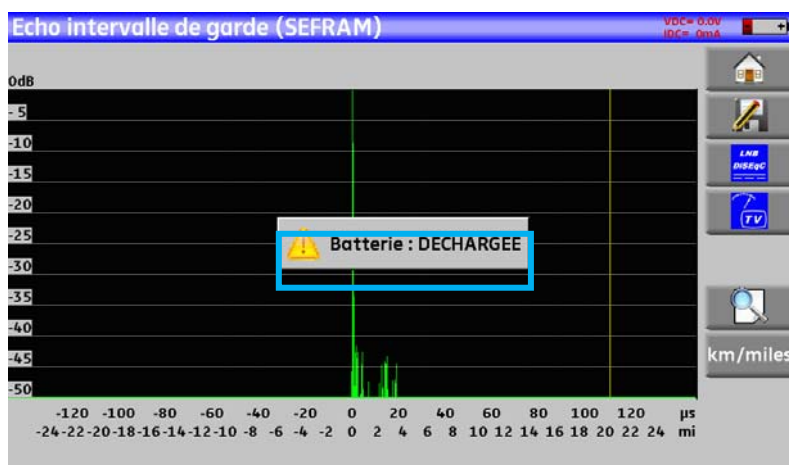 Echo intervalle de garde (SEFRAM)
VDC= 0.0V
IDC= 0mA
+
0dB
- 5
-10
-15
-20
-25
-30
-35
-40
-45
-50
LNB
DiSEqC
TV
Batterie : DECHARGEE
km/miles
-120 -100 -80 -60 -40 -20 0 20 40 60 80 100 120 µs
-24-22-20-18-16-14-12-10 -8 -6 -4 -2 0 2 4 6 8 10 12 14 16 18 20 22 24 mi